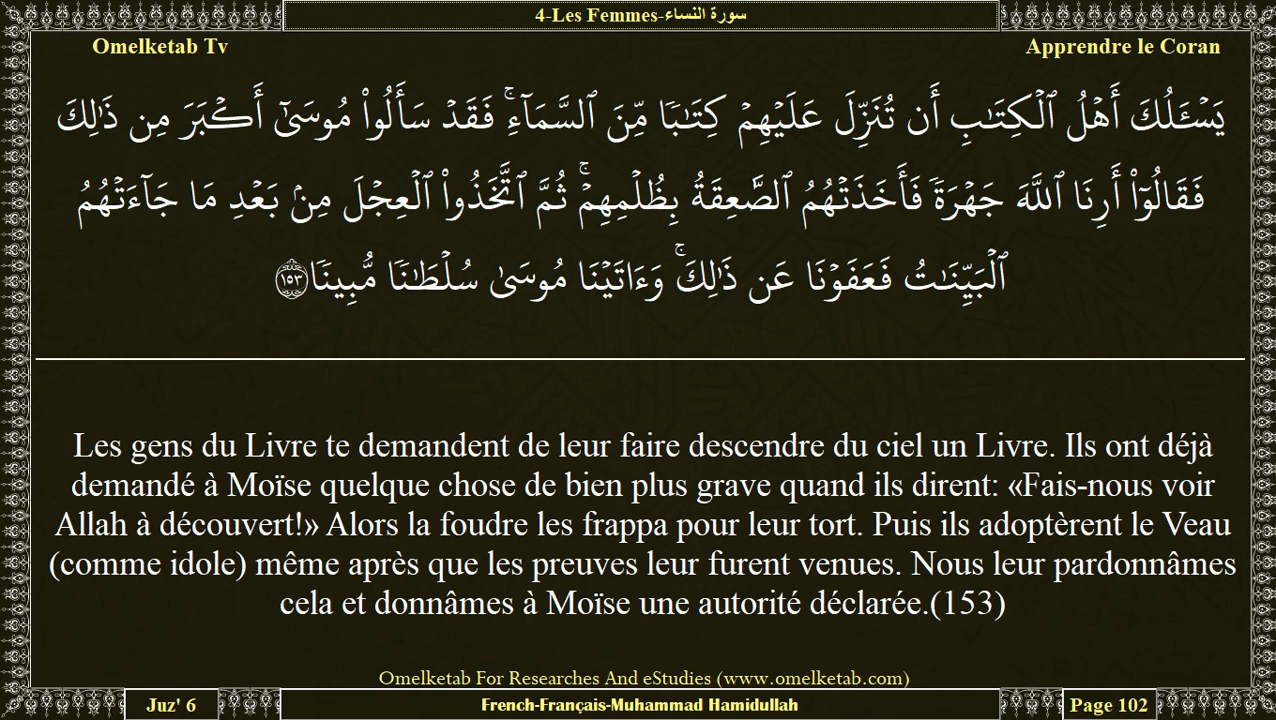 4-Les Femmes-سورة النساء
Omelketab Tv
Apprendre le Coran
يَسْـَٔلُكَ أَهْلُ ٱلْكِتَـٰبِ أَن تُنَزِّلَ عَلَيْهِمْ كِتَـٰبًا مِّنَ ٱلسَّمَآءِ ۚ فَقَدْ سَأَلُوا۟ مُوسَىٰٓ أَكْبَرَ مِن ذَٰلِكَ
فَقَالُوٓا۟ أَرِنَا ٱللَّهَ جَهْرَةً فَأَخَذَتْهُمُ ٱلصَّـٰعِقَةُ بِظُلْمِهِمْ ۚ ثُمَّ ٱتَّخَذُوا۟ ٱلْعِجْلَ مِنۢ بَعْدِ مَا جَآءَتْهُمُ
ٱلْبَيِّنَـٰتُ فَعَفَوْنَا عَن ذَٰلِكَ ۚ وَءَاتَيْنَا مُوسَىٰ سُلْطَـٰنًا مُّبِينًا ١٥٣
Les gens du Livre te demandent de leur faire descendre du ciel un Livre. Ils ont déjà
demandé à Moïse quelque chose de bien plus grave quand ils dirent: «Fais-nous voir
Allah à découvert!» Alors la foudre les frappa pour leur tort. Puis ils adoptèrent le Veau
(comme idole) même après que les preuves leur furent venues. Nous leur pardonnâmes
cela et donnâmes à Moïse une autorité déclarée.(153)
Omelketab For Researches And eStudies (www.omelketab.com)
Juz' 6
French-Français-Muhammad Hamidullah
Page 102